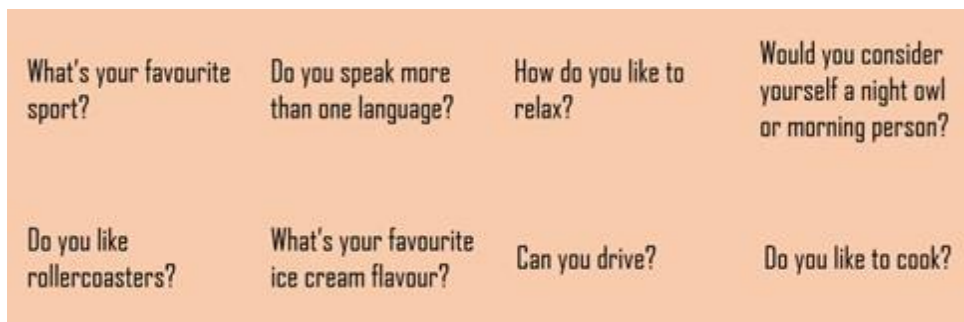 What's your favourite
sport?
Do you speak more
than one language?
How do you like to
relax?
Would you consider
yourself a night owl
or morning person?
Do you like
rollercoasters?
What's your favourite
ice cream flavour?
Can you drive?
Do you like to cook?